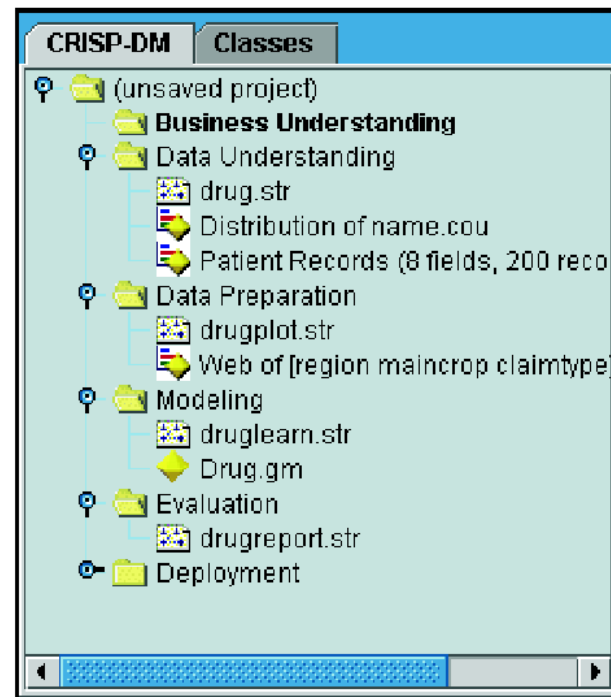 CRISP-DM Classes
(unsaved project)
Business Understanding
Data Understanding
drug.str
Distribution of name.cou
Patient Records (8 fields, 200 reco
Data Preparation
drugplot.str
Web of [region maincrop claimtype]
Modeling
druglearn.str
Drug.gm
Evaluation
drugreport.str
Deployment